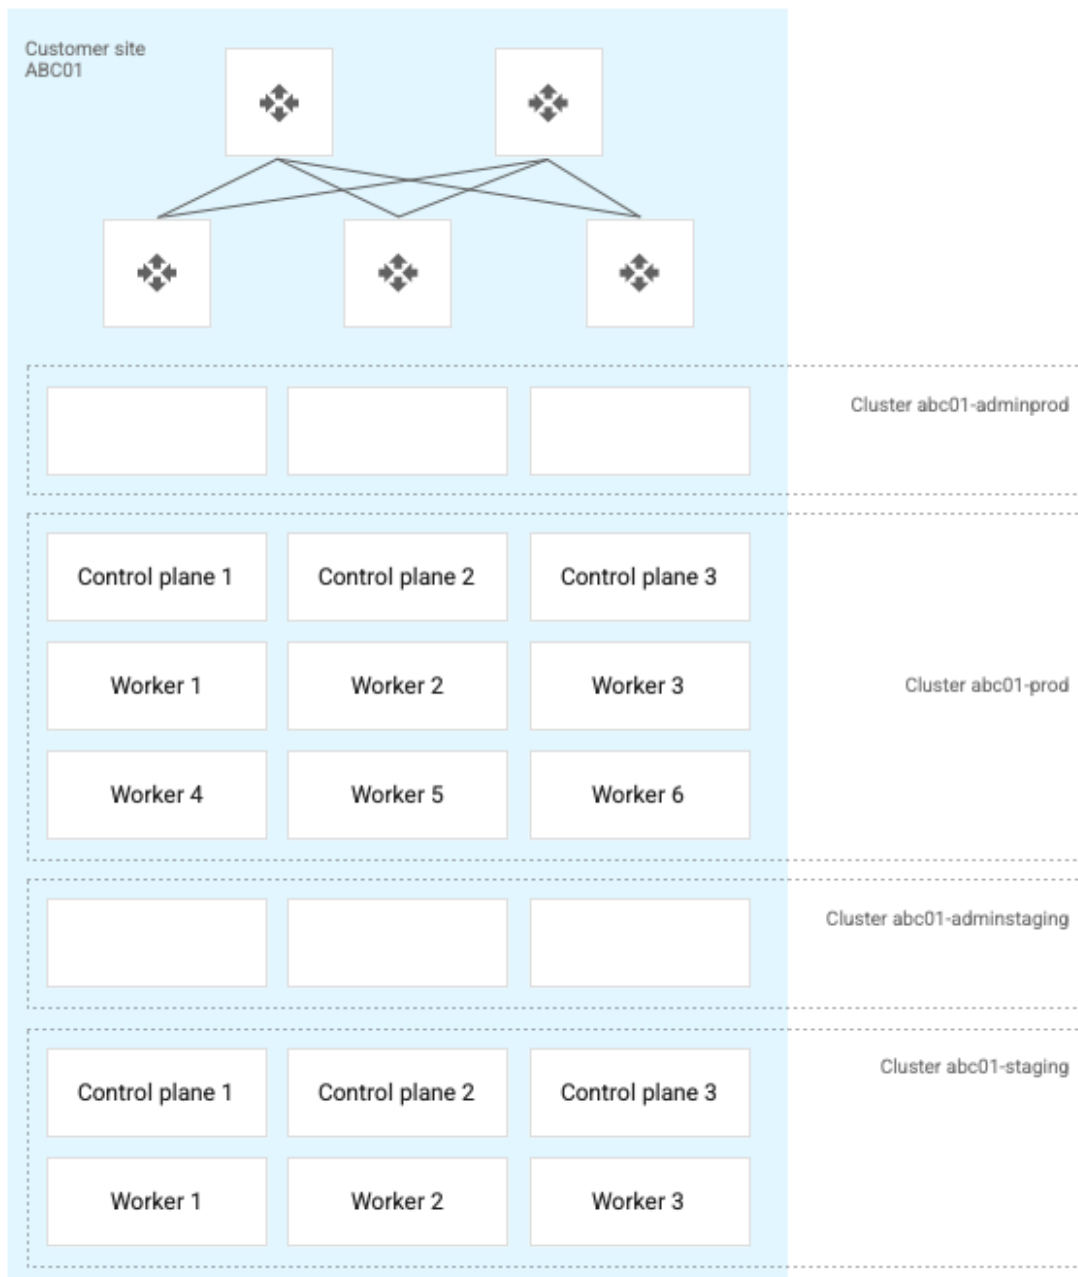 Customer site
ABC01
Cluster abc01-adminprod
Control plane 1
Control plane 2
Control plane 3
Worker 1
Worker 2
Worker 3
Cluster abc01-prod
Worker 4
Worker 5
Worker 6
Cluster abc01-adminstaging
Cluster abc01-staging
Control plane 1
Control plane 2
Control plane 3
Worker 1
Worker 2
Worker 3